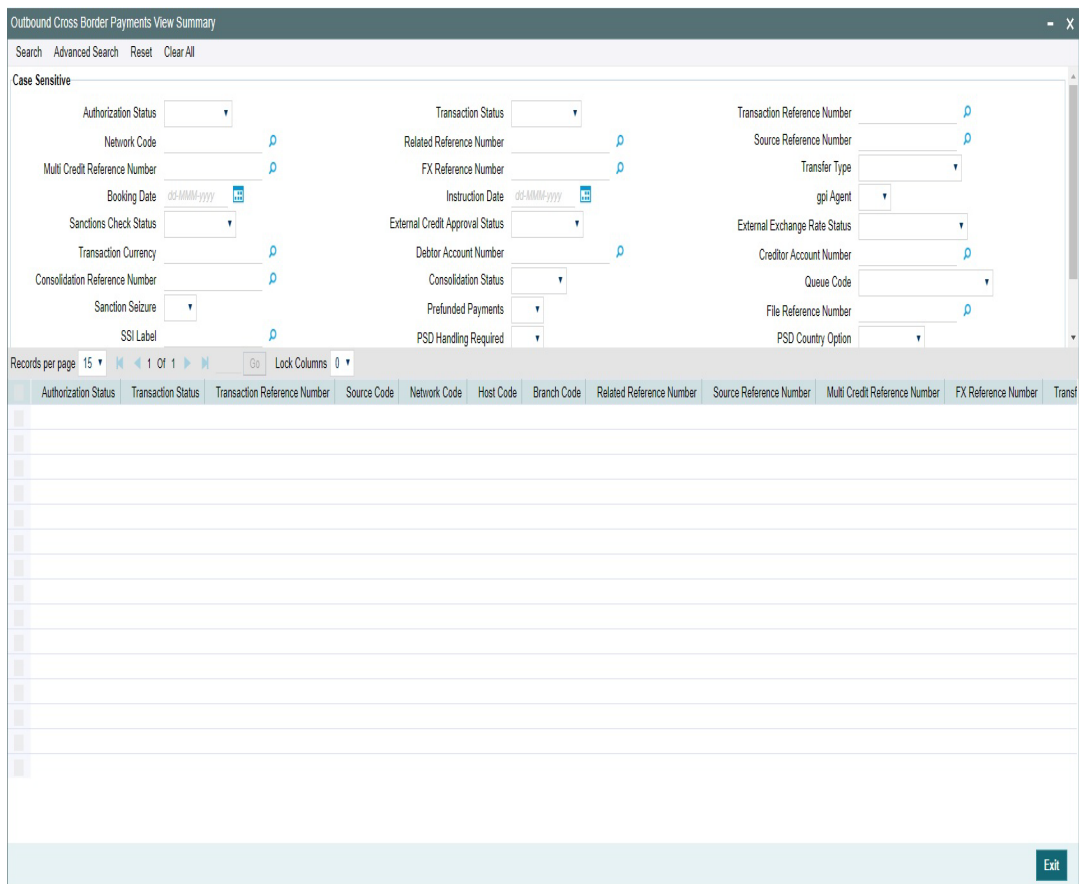 Outbound Cross Border Payments View Summary - X
Search Advanced Search Reset Clear All
Case Sensitive
Authorization Status Transaction Status Transaction Reference Number
Network Code Related Reference Number Source Reference Number
Multi Credit Reference Number FX Reference Number Transfer Type
Booking Date dd-MMM-yyyy Instruction Date dd-MMM-yyyy gpi Agent
Sanctions Check Status External Credit Approval Status External Exchange Rate Status
Transaction Currency Debtor Account Number Creditor Account Number
Consolidation Reference Number Consolidation Status Queue Code
Sanction Seizure Prefunded Payments File Reference Number
SSI Label PSD Handling Required PSD Country Option
Records per page 15 1 Of 1 Go Lock Columns 0
Authorization Status Transaction Status Transaction Reference Number Source Code Network Code Host Code Branch Code Related Reference Number Source Reference Number Multi Credit Reference Number FX Reference Number Transf
Exit